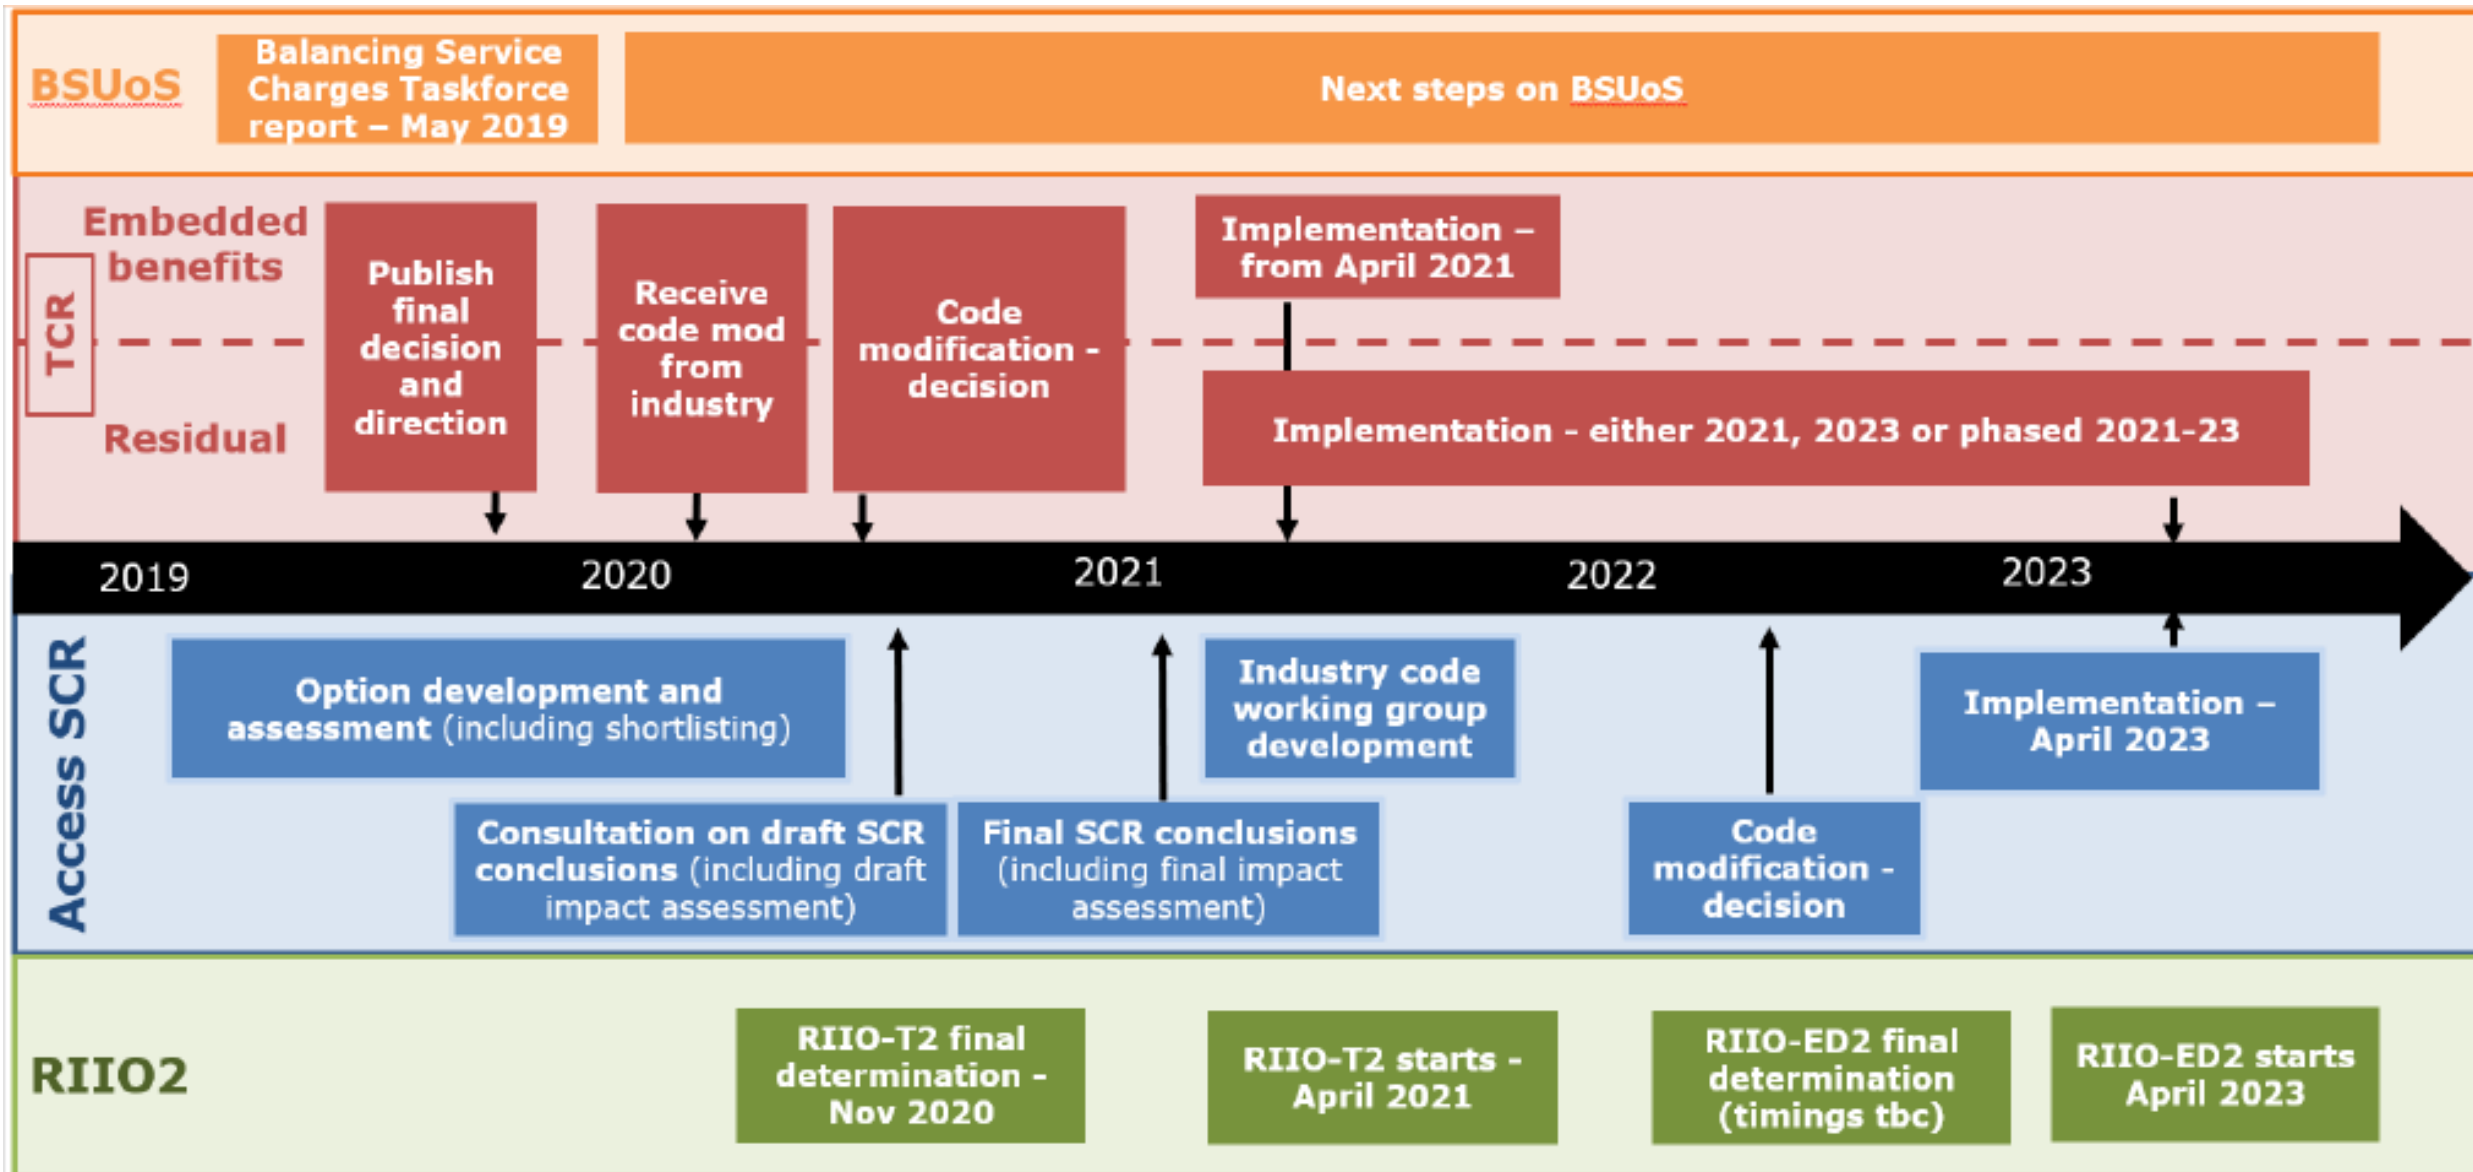 BSUoS
Balancing Service
Charges Taskforce
report – May 2019
Next steps on BSUoS
TCR
Embedded
benefits
Residual
Publish
final
decision
and
direction
Receive
code mod
from
industry
Code
modification -
decision
Implementation –
from April 2021
Implementation - either 2021, 2023 or phased 2021-23
2019
2020
2021
2022
2023
Access SCR
Option development and
assessment (including shortlisting)
Industry code
working group
development
Implementation –
April 2023
Consultation on draft SCR
conclusions (including draft
impact assessment)
Final SCR conclusions
(including final impact
assessment)
Code
modification -
decision
RIIO2
RIIO-T2 final
determination -
Nov 2020
RIIO-T2 starts -
April 2021
RIIO-ED2 final
determination
(timings tbc)
RIIO-ED2 starts
April 2023